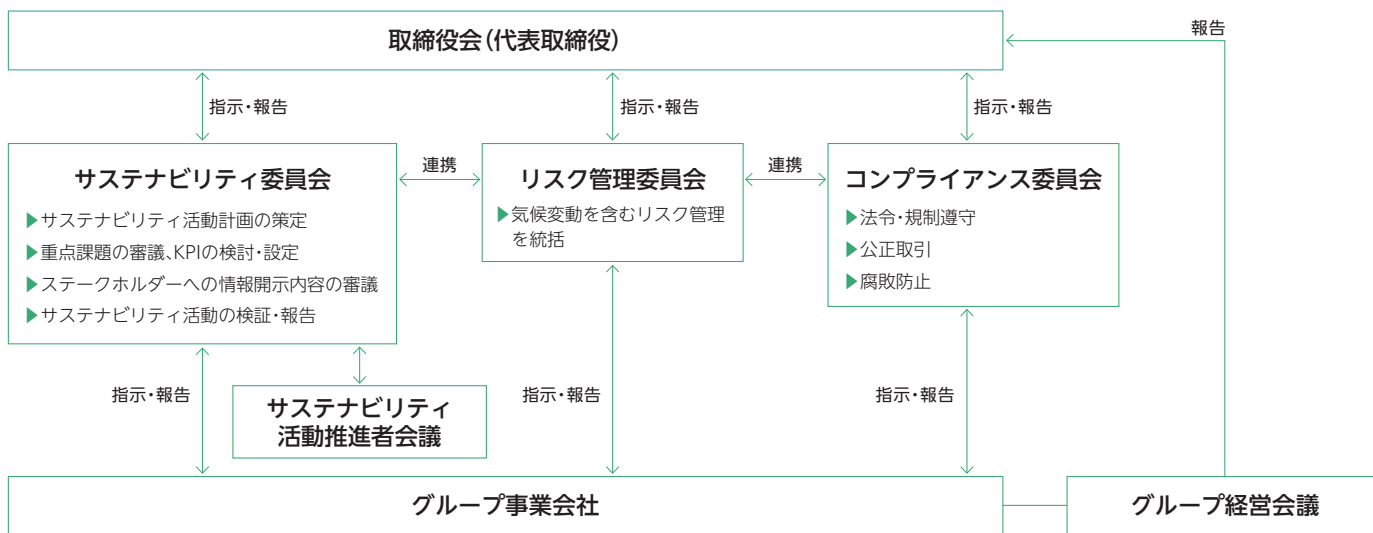 取締役会(代表取締役)
報告
指示・報告
指示・報告
指示・報告
サステナビリティ委員会
▶サステナビリティ活動計画の策定
▶重点課題の審議、KPIの検討・設定
▶ステークホルダーへの情報開示内容の審議
▶サステナビリティ活動の検証・報告
連携
リスク管理委員会
▶気候変動を含むリスク管理
を統括
連携
コンプライアンス委員会
▶法令・規制遵守
▶公正取引
▶腐敗防止
指示・報告
サステナビリティ
活動推進者会議
指示・報告
指示・報告
グループ事業会社
グループ経営会議